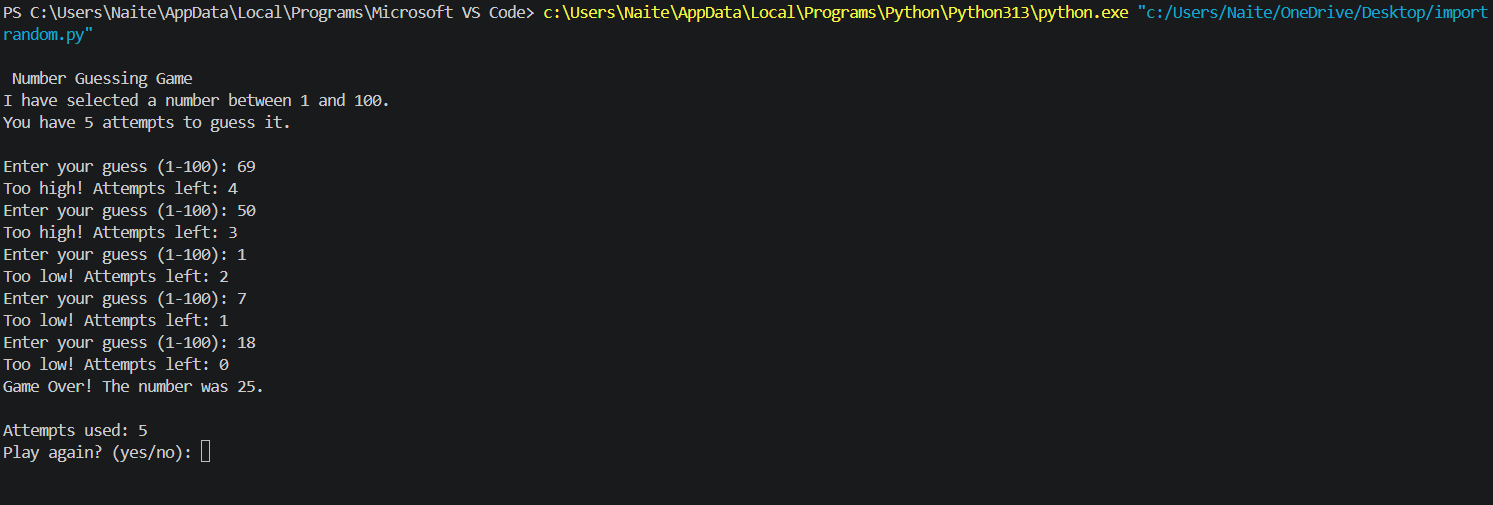 PS C:\Users\Naite\AppData\Local\Programs\Microsoft VS Code> c:\Users\Naite\AppData\Local\Programs\Python\Python313\python.exe "c:/Users/Naite/OneDrive/Desktop/import
random.py"
Number Guessing Game
I have selected a number between 1 and 100.
You have 5 attempts to guess it.
Enter your guess (1-100): 69
Too high! Attempts left: 4
Enter your guess (1-100): 50
Too high! Attempts left: 3
Enter your guess (1-100): 1
Too low! Attempts left: 2
Enter your guess (1-100): 7
Too low! Attempts left: 1
Enter your guess (1-100): 18
Too low! Attempts left: 0
Game Over! The number was 25.
Attempts used: 5
Play again? (yes/no):